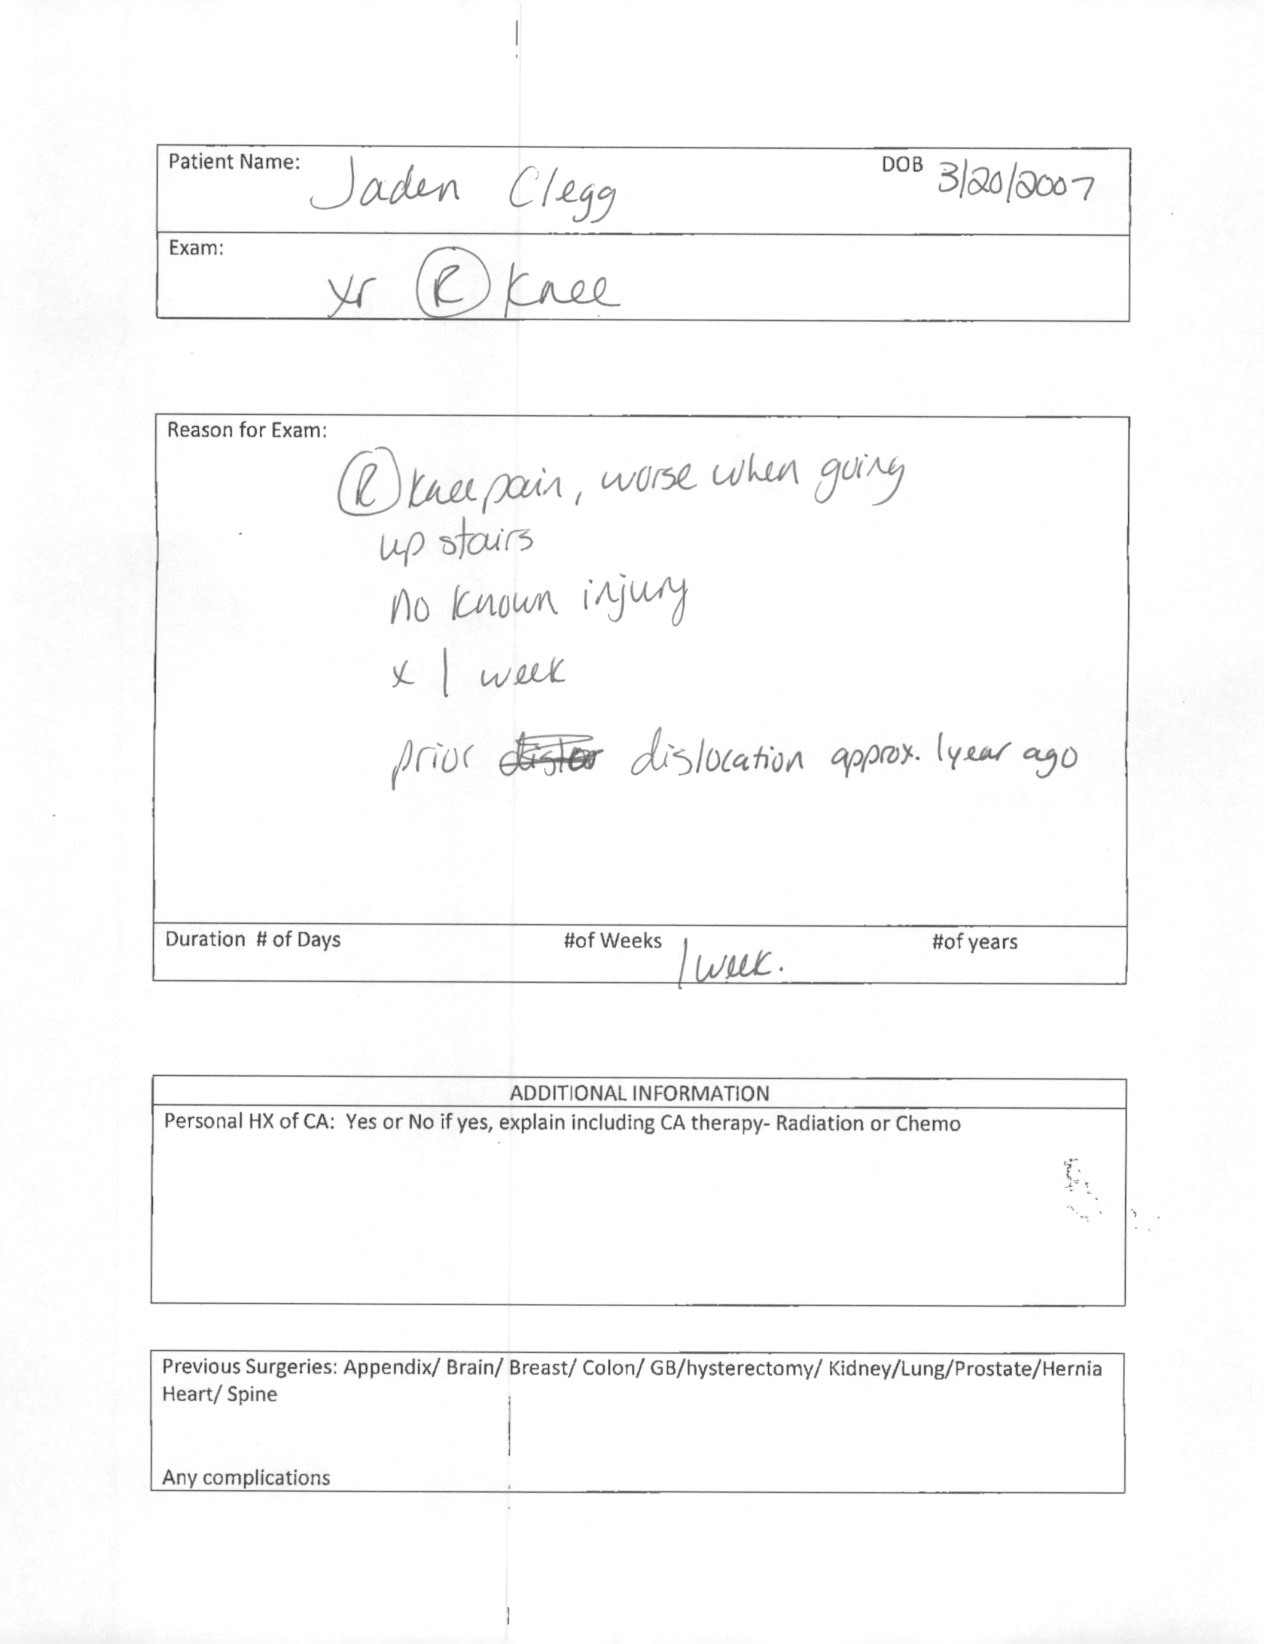 Patient Name: Jaden Clegg DOB 3/20/2007
Exam: xr R knee
Reason for Exam:
R knee pain, worse when going
up stairs
no known injury
x 1 week
prior dislocation approx. 1 year ago
Duration # of Days #of Weeks 1 week. #of years
ADDITIONAL INFORMATION
Personal HX of CA: Yes or No if yes, explain including CA therapy- Radiation or Chemo
Previous Surgeries: Appendix/ Brain/ Breast/ Colon/ GB/hysterectomy/ Kidney/Lung/Prostate/Hernia
Heart/ Spine
Any complications